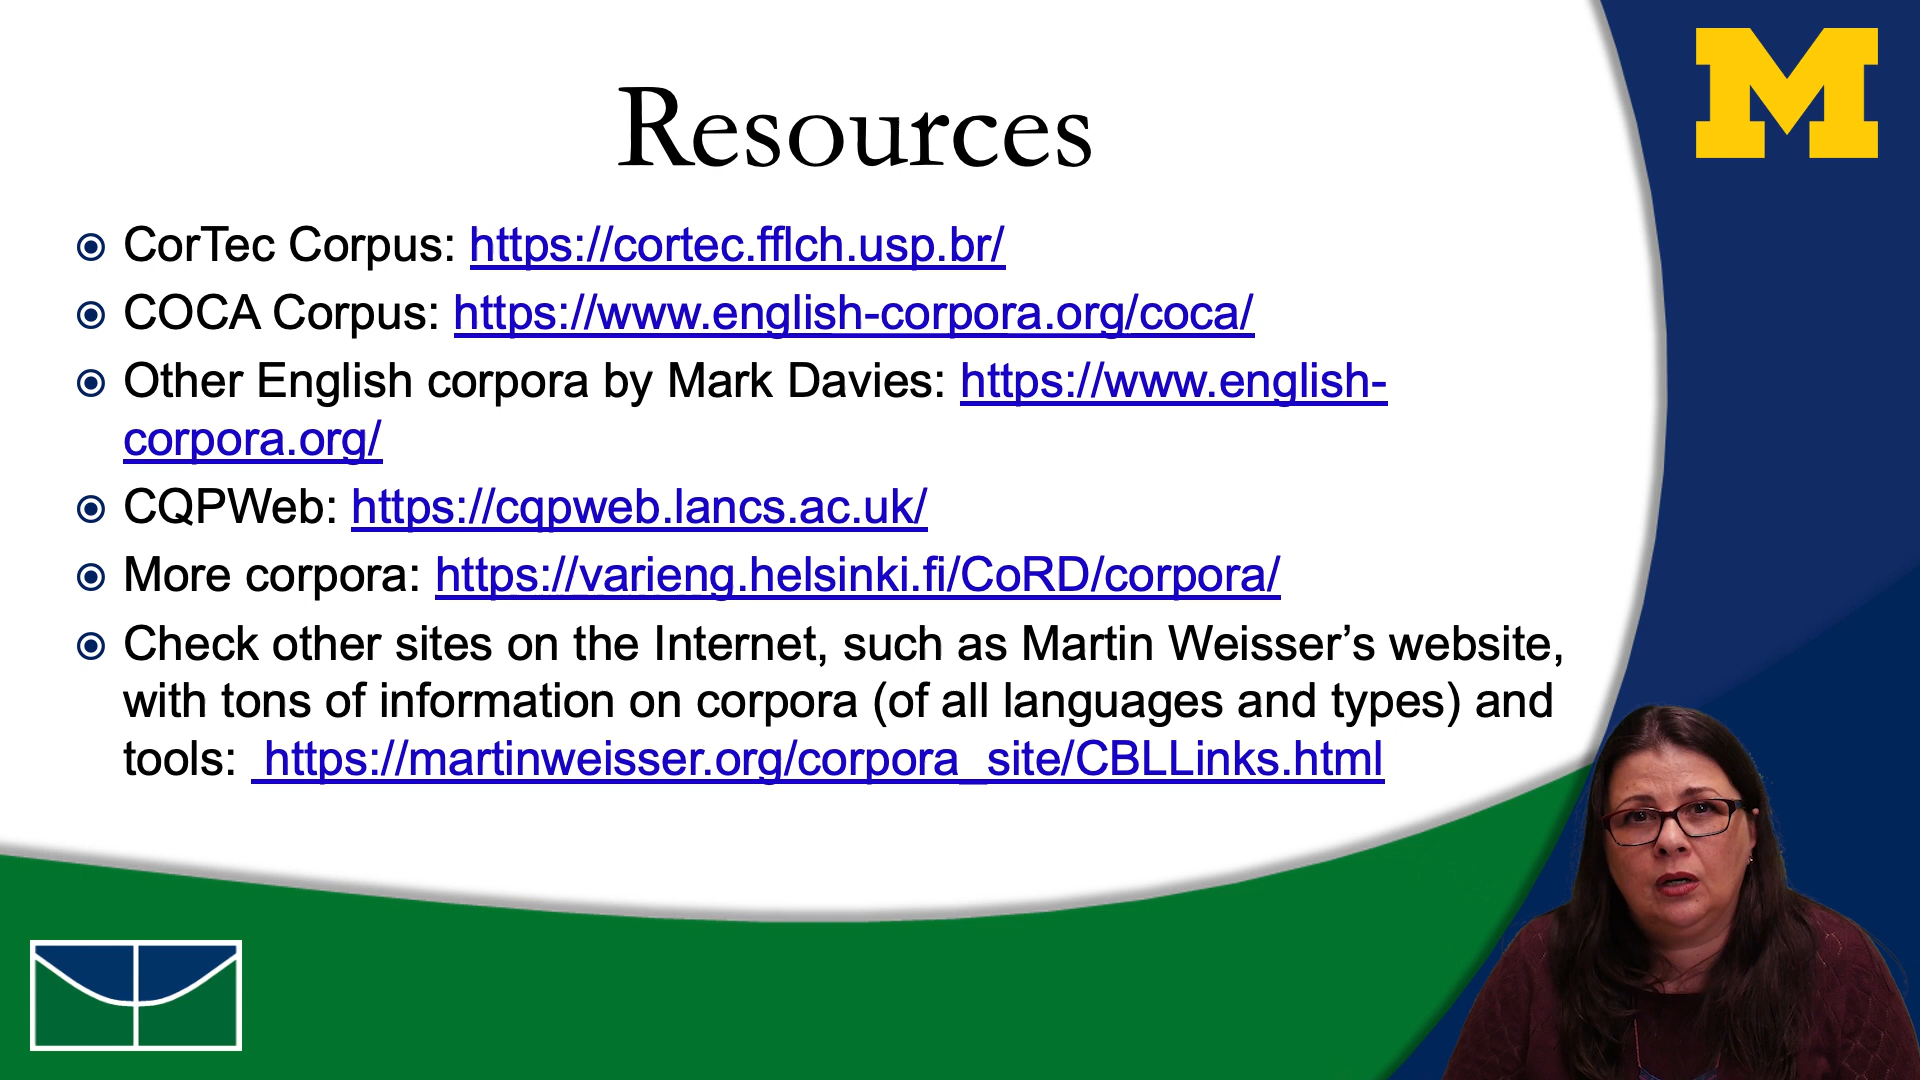 M
Resources
CorTec Corpus: https://cortec.fflch.usp.br/
COCA Corpus: https://www.english-corpora.org/coca/
Other English corpora by Mark Davies: https://www.english-
corpora.org/
CQPWeb: https://cqpweb.lancs.ac.uk/
More corpora: https://varieng.helsinki.fi/CoRD/corpora/
Check other sites on the Internet, such as Martin Weisser’s website,
with tons of information on corpora (of all languages and types) and
tools: https://martinweisser.org/corpora_site/CBLLinks.html